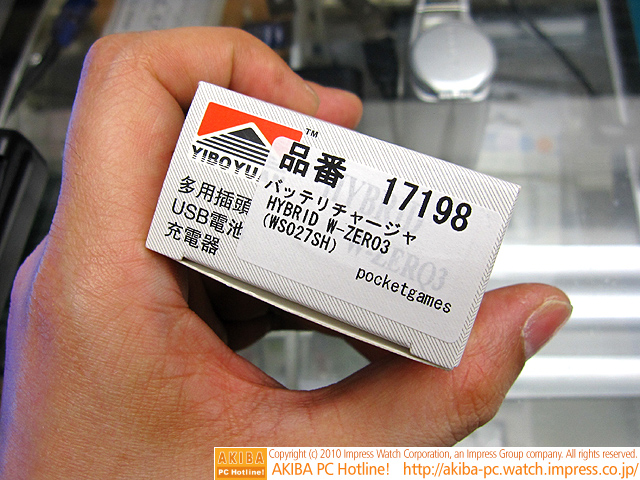 TM
YIBOYU
多用插頭
USB電池
充電器
品番 17198
バッテリチャージャ
HYBRID W-ZERO3
(WS027SH)
pocketgames
AKIBA
PC Hotline!
Copyright (c) 2010 Impress Watch Corporation, an Impress Group company. All rights reserved.
AKIBA PC Hotline! http://akiba-pc.watch.impress.co.jp/